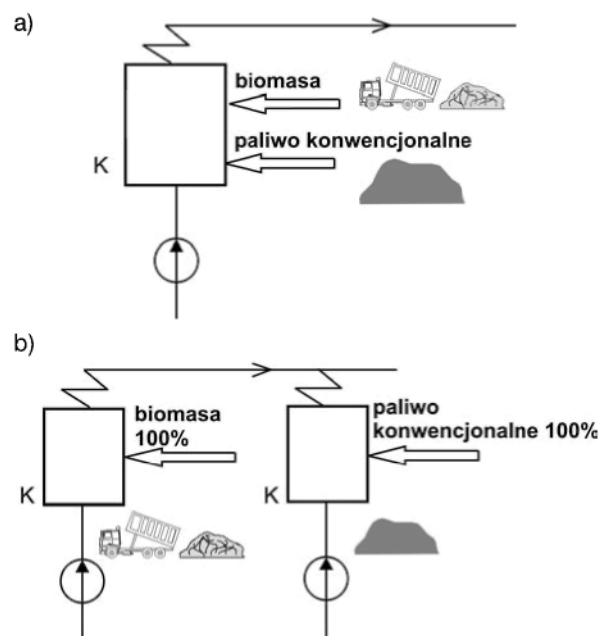 a)
biomasa
paliwo konwencjonalne
K
b)
biomasa
100%
K
paliwo
konwencjonalne 100%
K